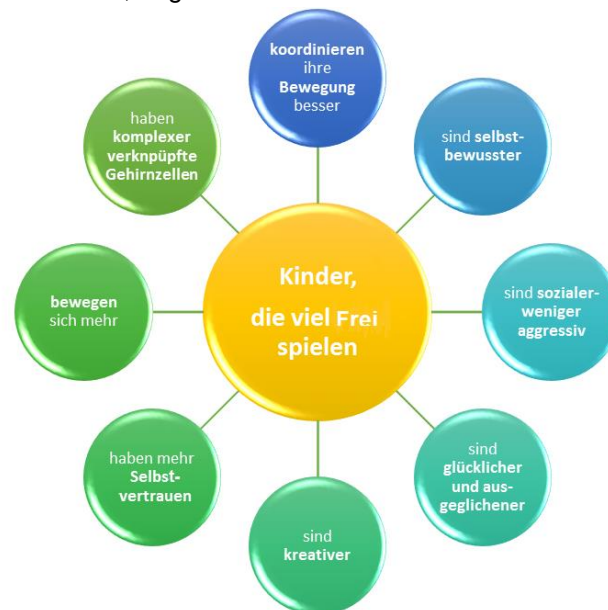 Kinder,
die viel Frei
spielen
koordinieren
ihre
Bewegung
besser
sind selbst-
bewusster
sind sozialer-
weniger
aggressiv
sind
glücklicher
und aus-
geglichener
sind
kreativer
haben mehr
Selbst-
vertrauen
bewegen
sich mehr
haben
komplexer
verknpüpfte
Gehirnzellen